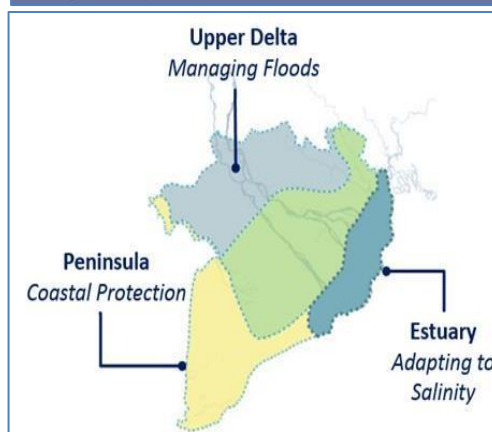 Upper Delta
Managing Floods
Peninsula
Coastal Protection
Estuary
Adapting to
Salinity